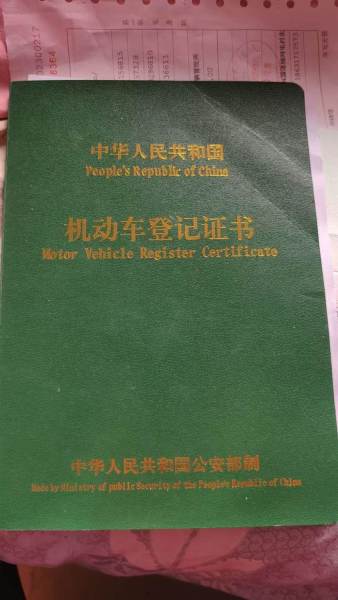 中华人民共和国
People's Republic of China
机动车登记证书
Motor Vehicle Register Certificate
中华人民共和国公安部制
Made by Ministry of public Security of the People's Republic of China